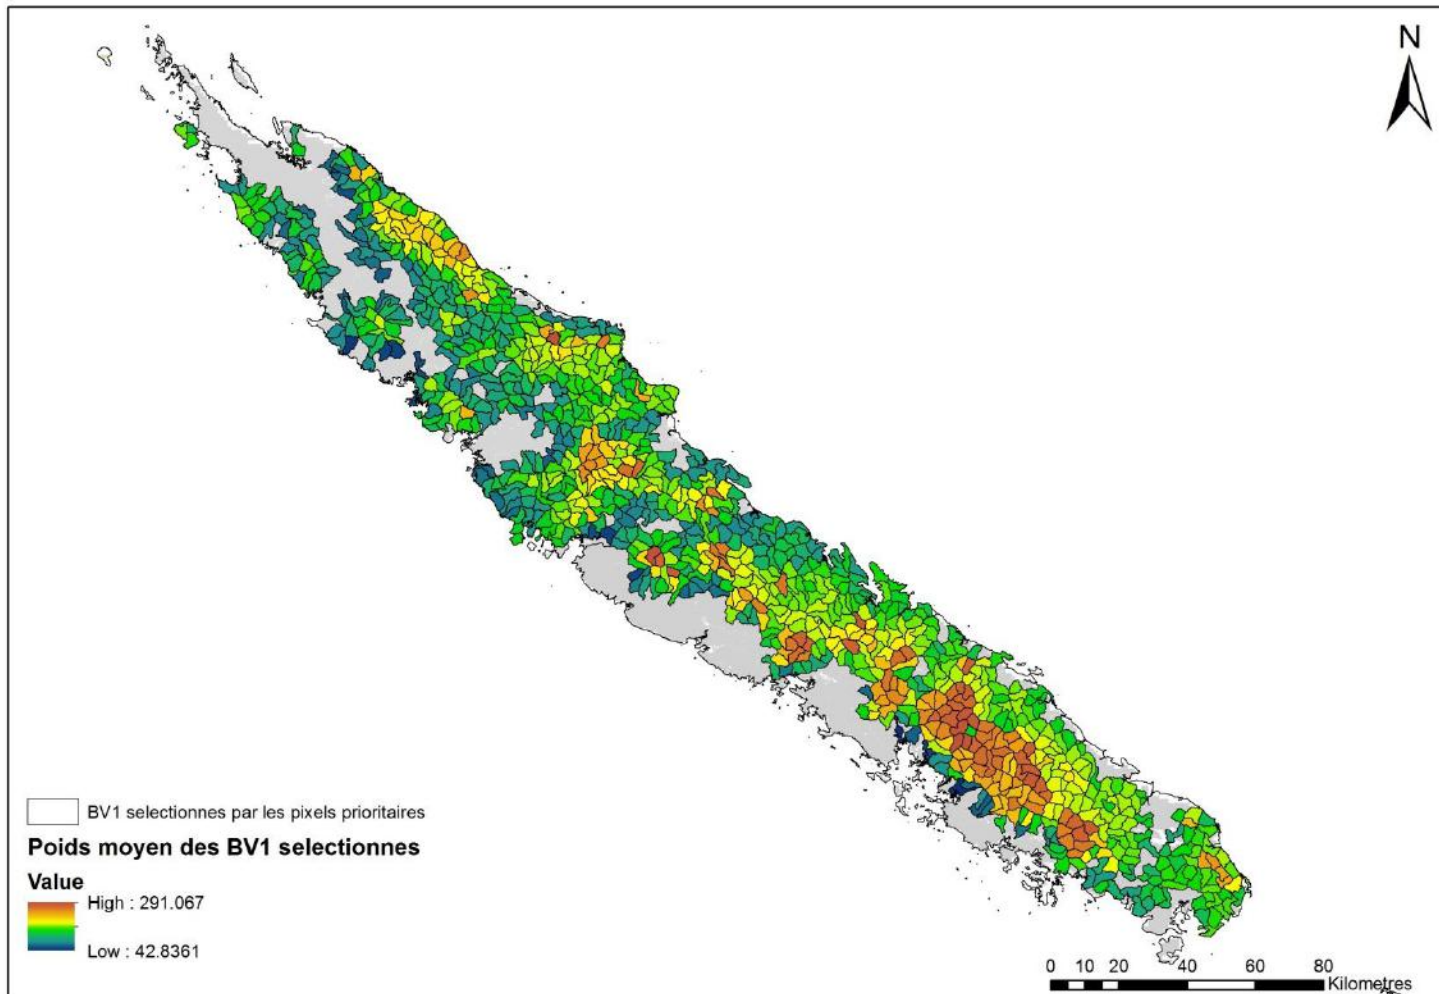 N
BV1 selectionnes par les pixels prioritaires
Poids moyen des BV1 selectionnes
Value
High : 291.067
Low : 42.8361
0 10 20 40 60 80
Kilometres